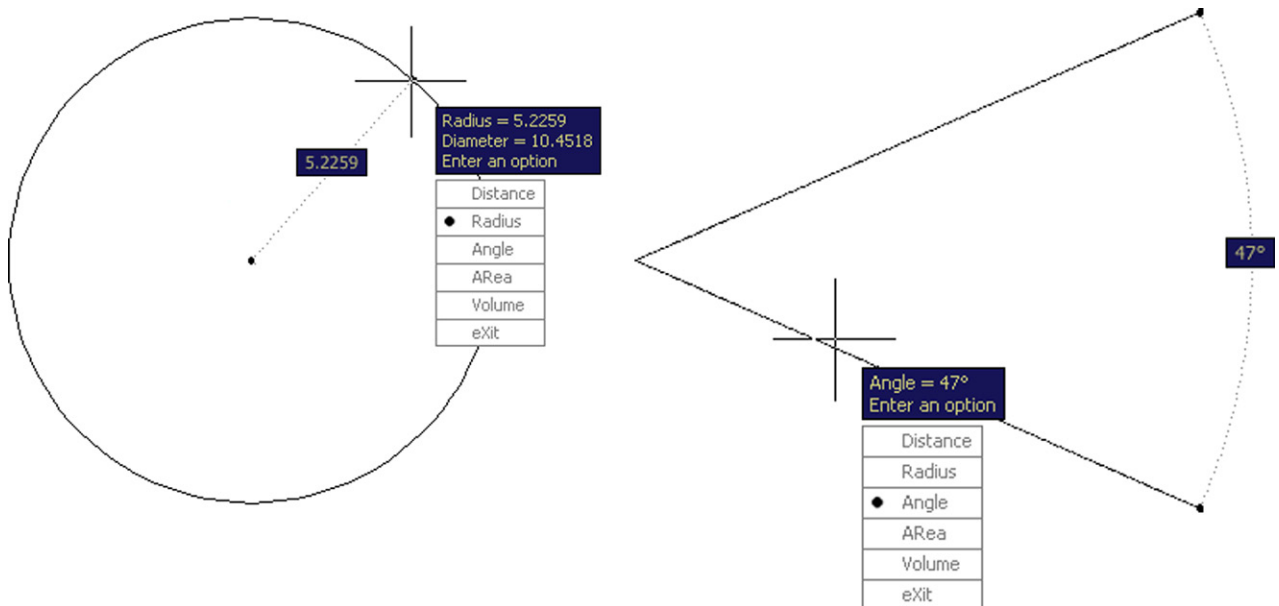 5.2259
Radius = 5.2259
Diameter = 10.4518
Enter an option
Distance
Radius
Angle
ARea
Volume
eXit
47°
Angle = 47°
Enter an option
Distance
Radius
Angle
ARea
Volume
eXit